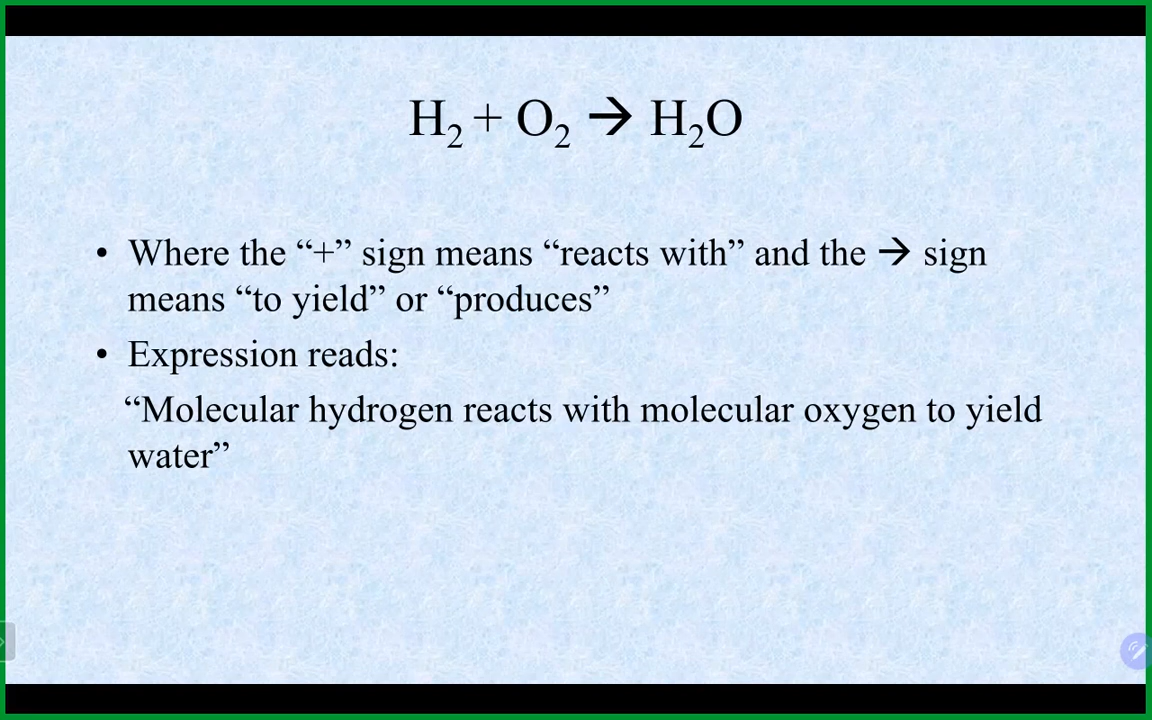 H₂ + O₂ → H₂O
• Where the “+” sign means “reacts with” and the → sign
means “to yield” or “produces”
• Expression reads:
“Molecular hydrogen reacts with molecular oxygen to yield
water”